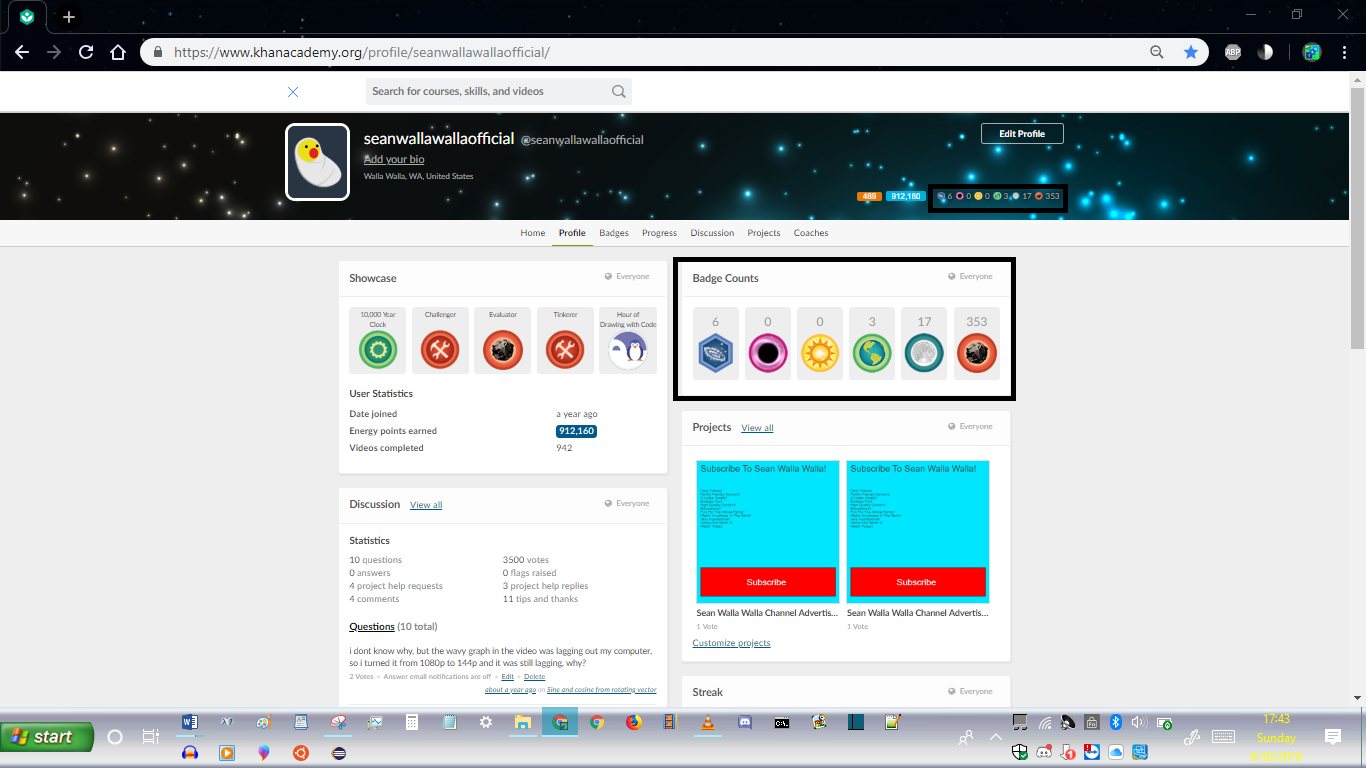 https://www.khanacademy.org/profile/seanwallawallaofficial/
ABP
Search for courses, skills, and videos
seanwallawallaofficial @seanwallawallaofficial
Edit Profile
Add your bio
Walla Walla, WA, United States
488 912,160 6 0 0 3 17 353
Home Profile Badges Progress Discussion Projects Coaches
Showcase Everyone
10,000 Year Clock
Challenger
Evaluator
Tinkerer
Hour of Drawing with Code
User Statistics
Date joined a year ago
Energy points earned 912,160
Videos completed 942
Badge Counts Everyone
6 0 0 3 17 353
Projects View all Everyone
Subscribe To Sean Walla Walla!
Subscribe
Sean Walla Walla Channel Advertis...
1 Vote
Subscribe To Sean Walla Walla!
Subscribe
Sean Walla Walla Channel Advertis...
1 Vote
Customize projects
Discussion View all Everyone
Statistics
10 questions 3500 votes
0 answers 0 flags raised
4 project help requests 3 project help replies
4 comments 11 tips and thanks
Questions (10 total)
i dont know why, but the wavy graph in the video was lagging out my computer,
so i turned it from 1080p to 144p and it was still lagging, why?
2 Votes • Answer email notifications are off • Edit • Delete
about a year ago on Sine and cosine from rotating vector
Streak Everyone
start
17:43
Sunday
9/30/2018